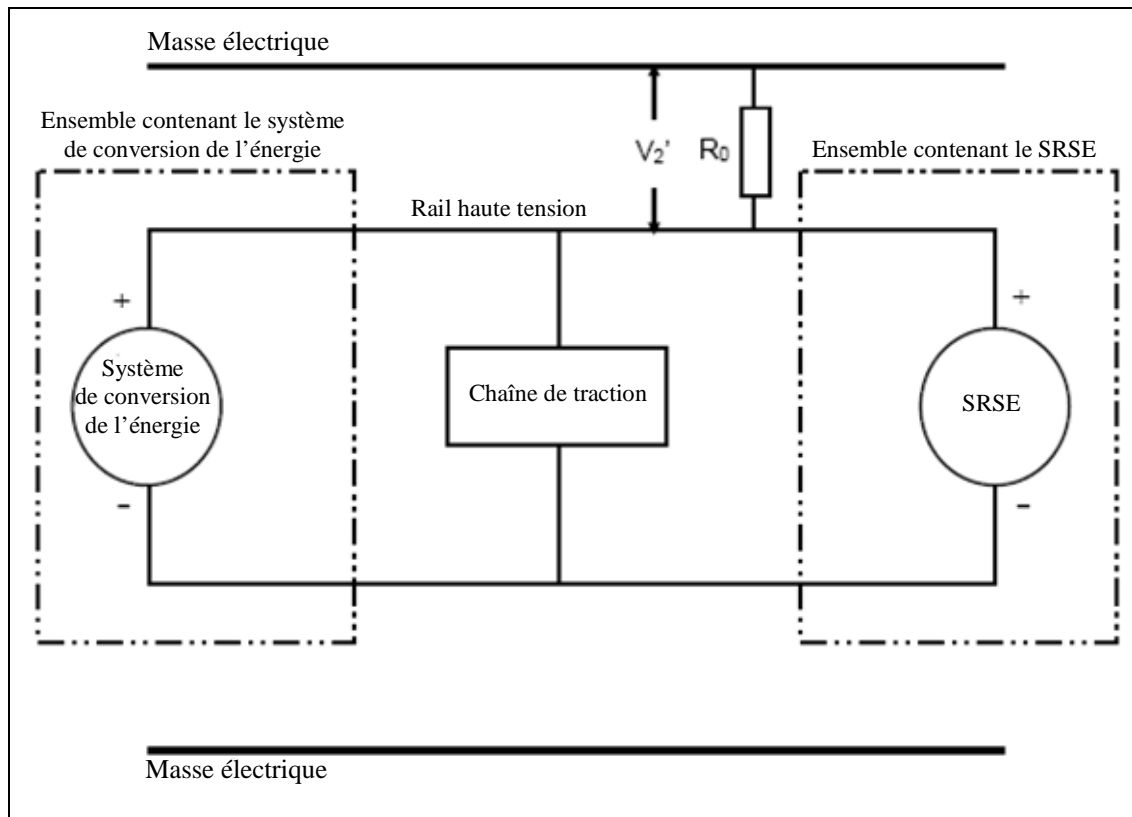 Masse électrique
Ensemble contenant le système
de conversion de l'énergie
V2'
R0
Ensemble contenant le SRSE
Rail haute tension
+
+
Système
de conversion
de l'énergie
Chaîne de traction
SRSE
-
-
Masse électrique